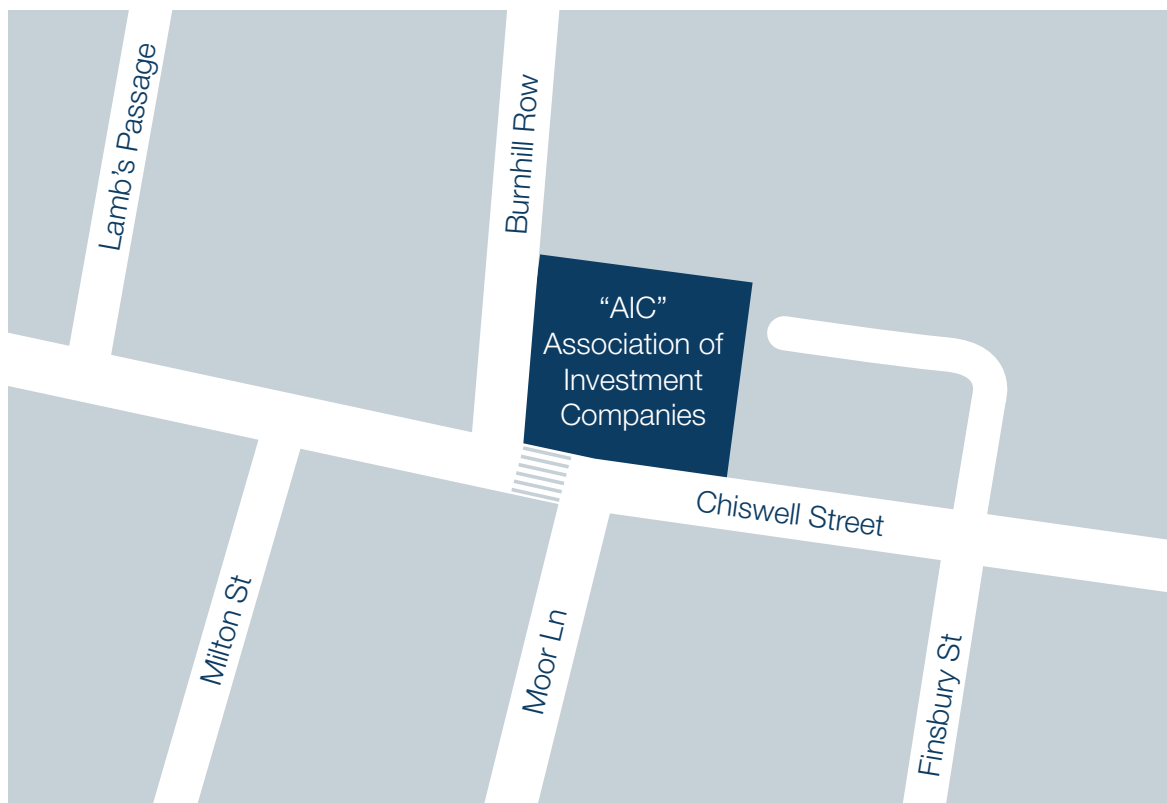 Lamb's Passage
Burnhill Row
“AIC”
Association of
Investment
Companies
Chiswell Street
Milton St
Moor Ln
Finsbury St